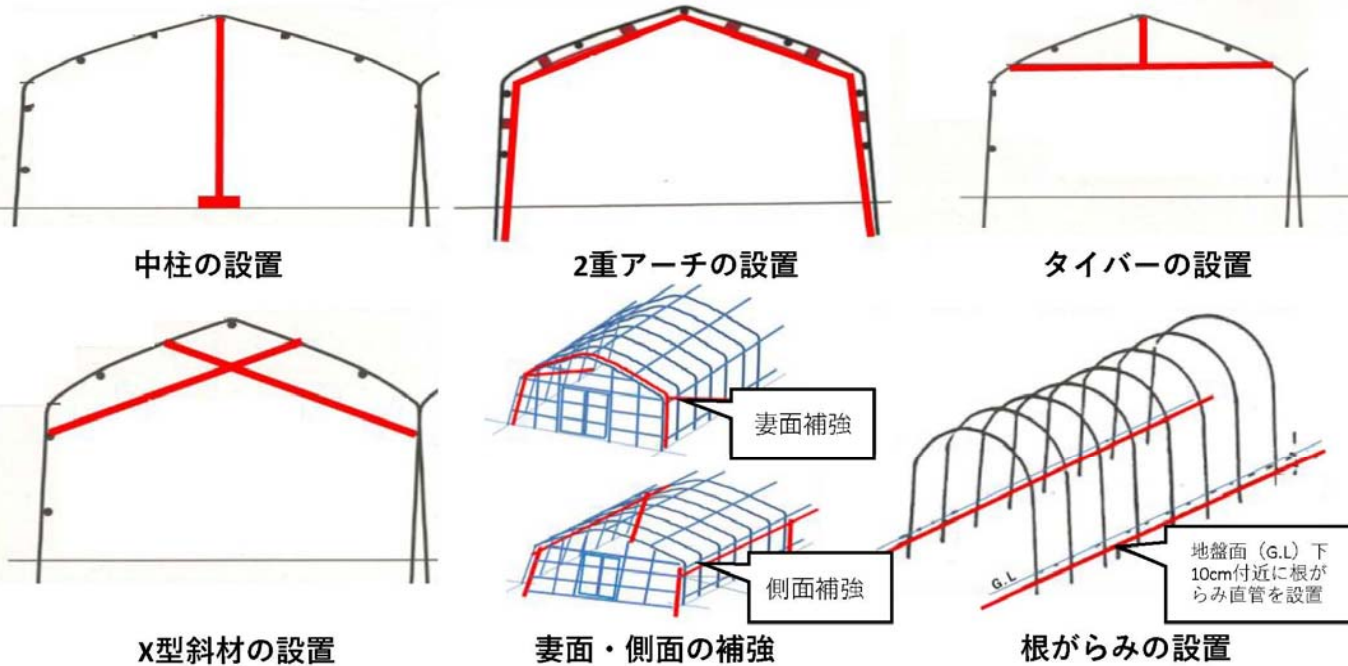 中柱の設置
2重アーチの設置
タイバーの設置
妻面補強
側面補強
G.L
地盤面（G.L）下
10cm付近に根が
らみ直管を設置
X型斜材の設置
妻面・側面の補強
根がらみの設置